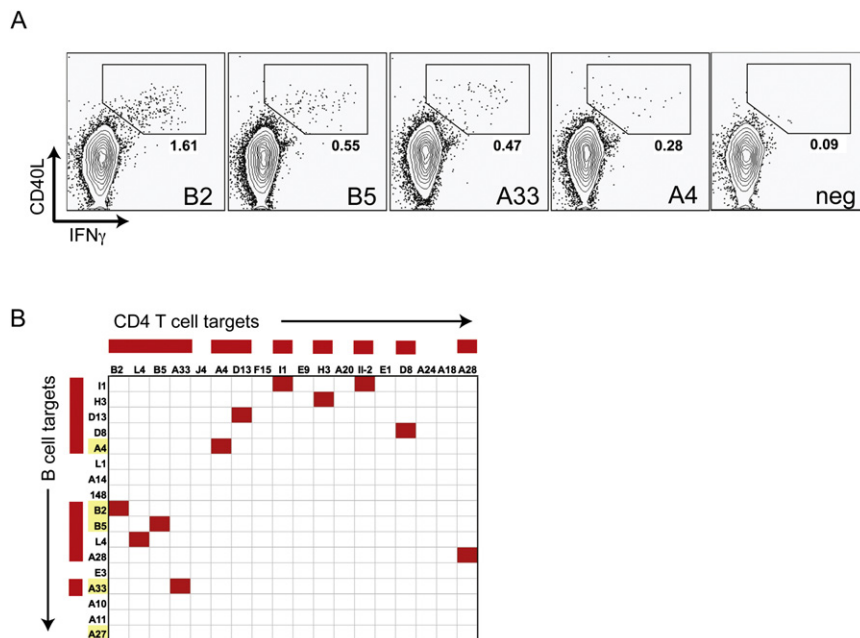 A
CD40L
IFNγ
1.61
B2
0.55
B5
0.47
A33
0.28
A4
0.09
neg
B
CD4 T cell targets
B2 L4 B5 A33 J4 A4 D13 F15 I1 E9 H3 A20 II-2 E1 D8 A24 A18 A28
B cell targets
I1
H3
D13
D8
A4
L1
A14
148
B2
B5
L4
A28
E3
A33
A10
A11
A27